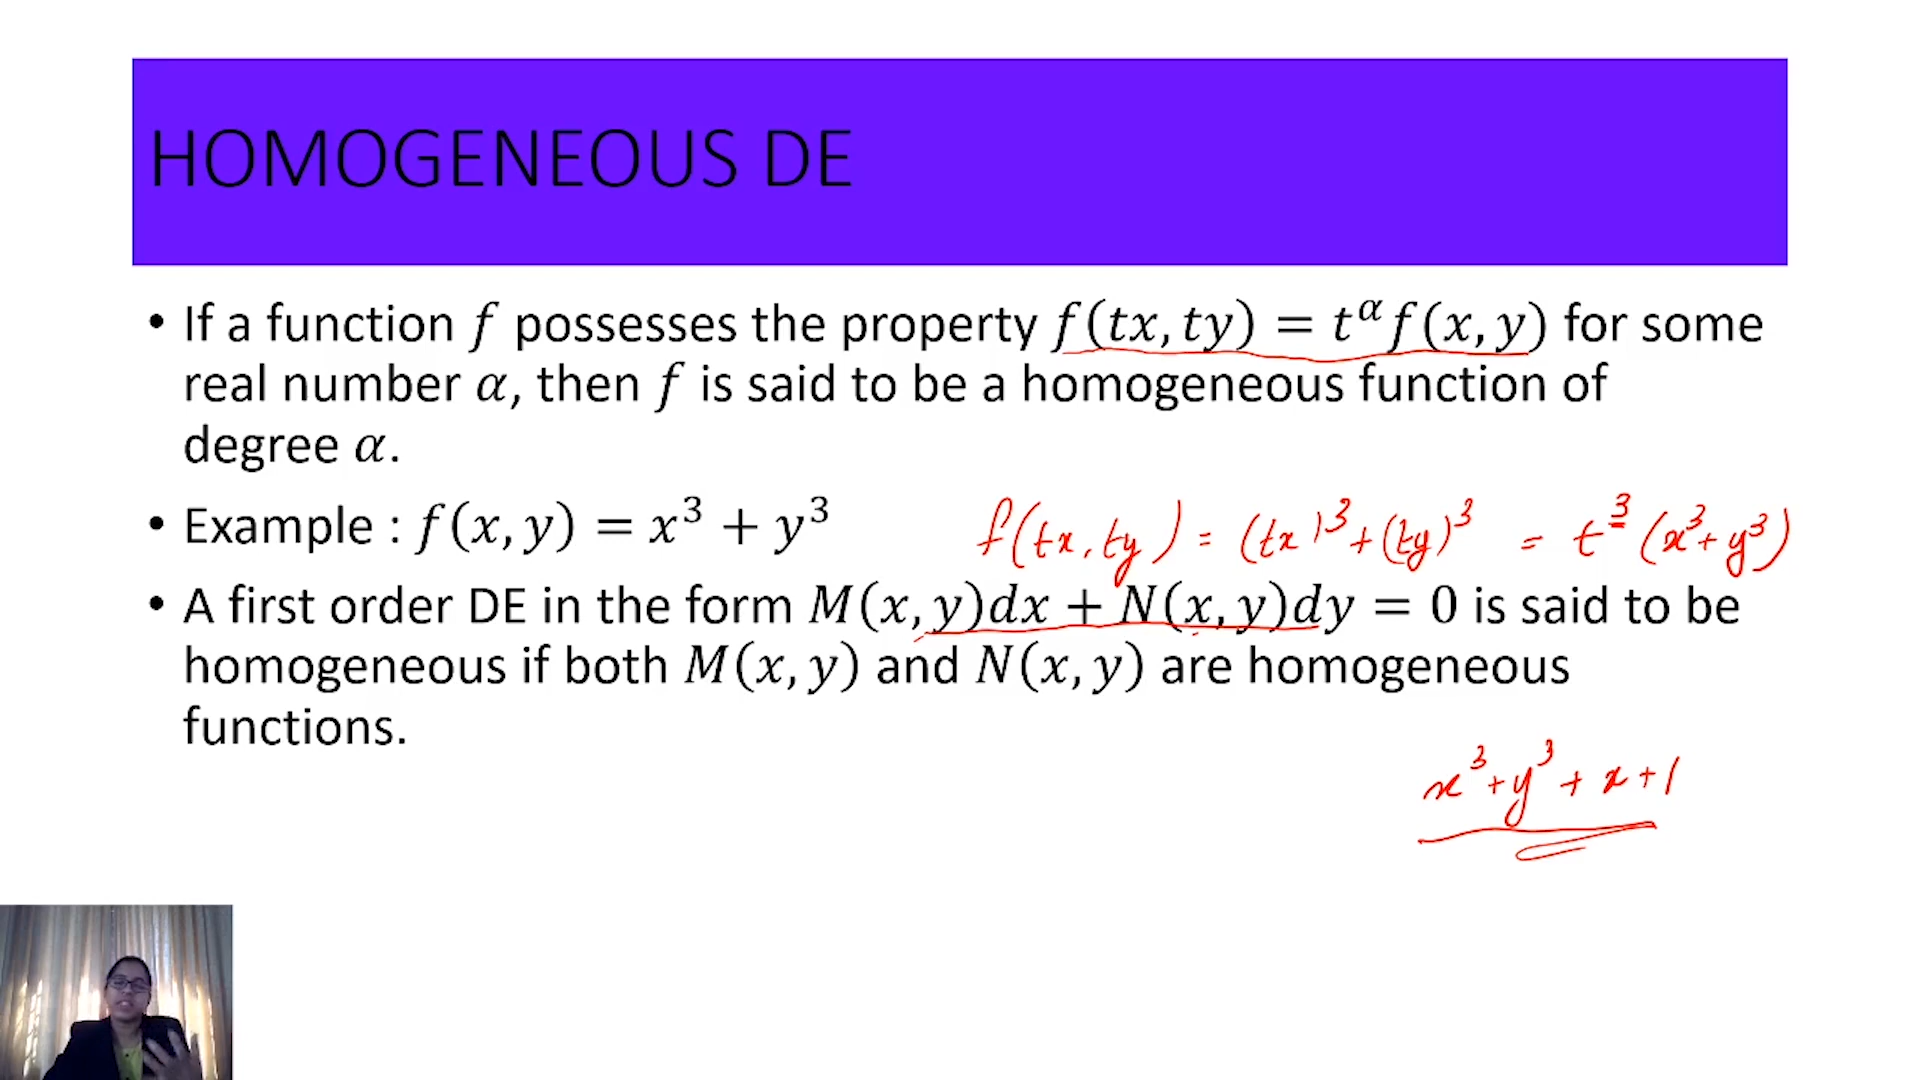 HOMOGENEOUS DE
• If a function f possesses the property f(tx, ty) = t^α f(x, y) for some
real number α, then f is said to be a homogeneous function of
degree α.
• Example : f(x, y) = x³ + y³ f(tx, ty) = (tx)³ + (ty)³ = t³ (x³ + y³)
• A first order DE in the form M(x, y)dx + N(x, y)dy = 0 is said to be
homogeneous if both M(x, y) and N(x, y) are homogeneous
functions.
x³ + y³ + x + 1